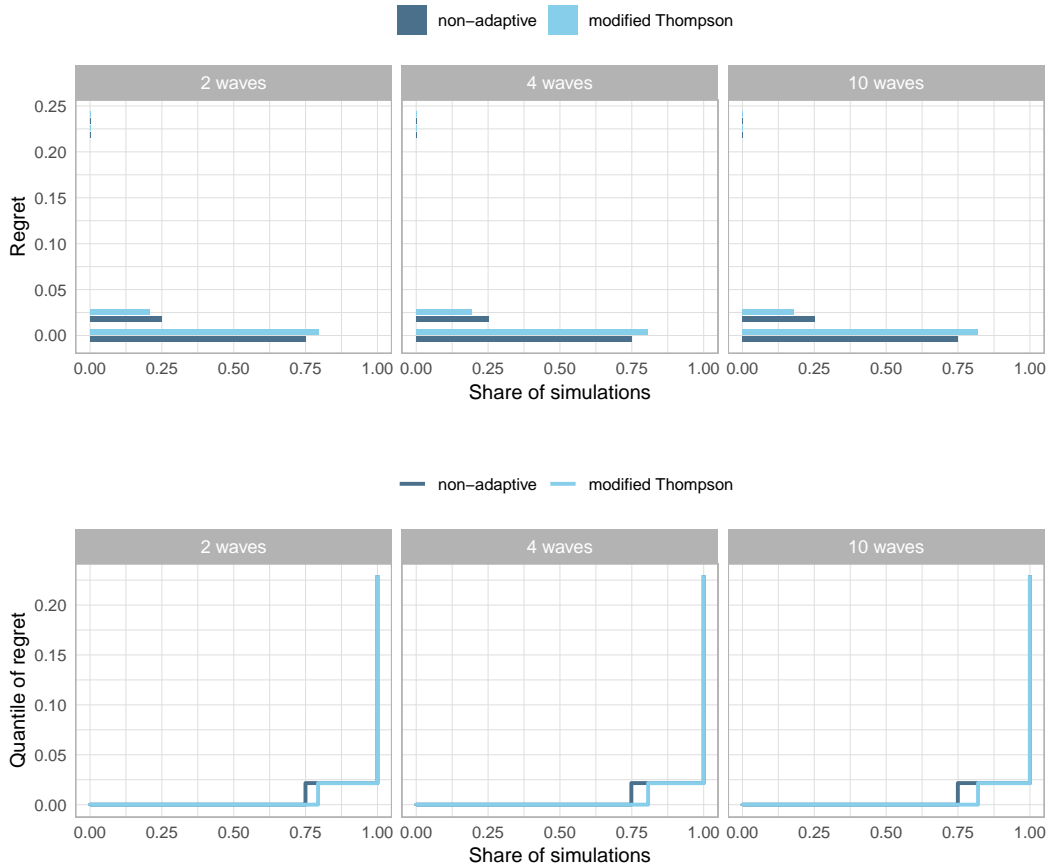 non−adaptive modified Thompson
2 waves 4 waves 10 waves
0.25
0.20
0.15
0.10
0.05
0.00
Regret
0.00 0.25 0.50 0.75 1.00 0.00 0.25 0.50 0.75 1.00 0.00 0.25 0.50 0.75 1.00
Share of simulations
non−adaptive modified Thompson
2 waves 4 waves 10 waves
0.20
0.15
0.10
0.05
0.00
Quantile of regret
0.00 0.25 0.50 0.75 1.00 0.00 0.25 0.50 0.75 1.00 0.00 0.25 0.50 0.75 1.00
Share of simulations